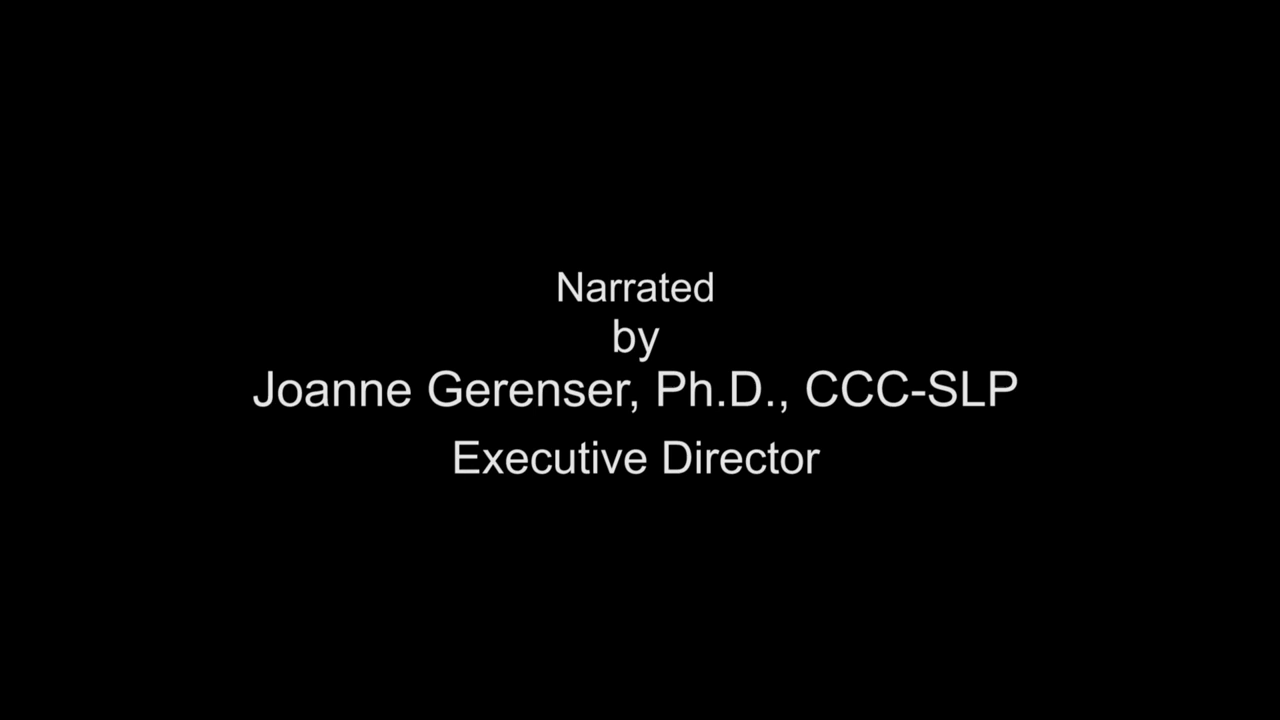 Narrated
by
Joanne Gerenser, Ph.D., CCC-SLP
Executive Director